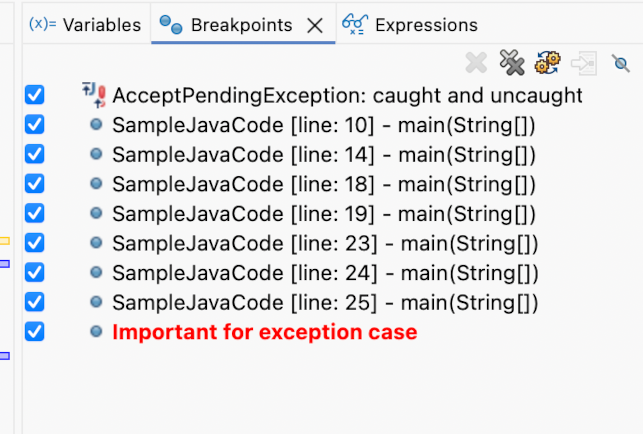 (x)= Variables Breakpoints Expressions
AcceptPendingException: caught and uncaught
SampleJavaCode [line: 10] - main(String[])
SampleJavaCode [line: 14] - main(String[])
SampleJavaCode [line: 18] - main(String[])
SampleJavaCode [line: 19] - main(String[])
SampleJavaCode [line: 23] - main(String[])
SampleJavaCode [line: 24] - main(String[])
SampleJavaCode [line: 25] - main(String[])
Important for exception case